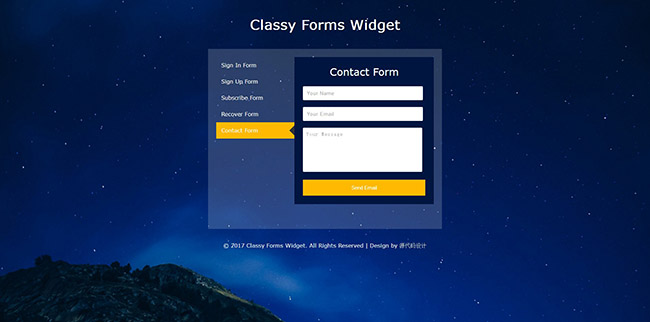 Classy Forms Widget
Sign In Form
Sign Up Form
Subscribe Form
Recover Form
Contact Form
Contact Form
Your Name
Your Email
Your Message
Send Email
© 2017 Classy Forms Widget. All Rights Reserved | Design by 源代码设计